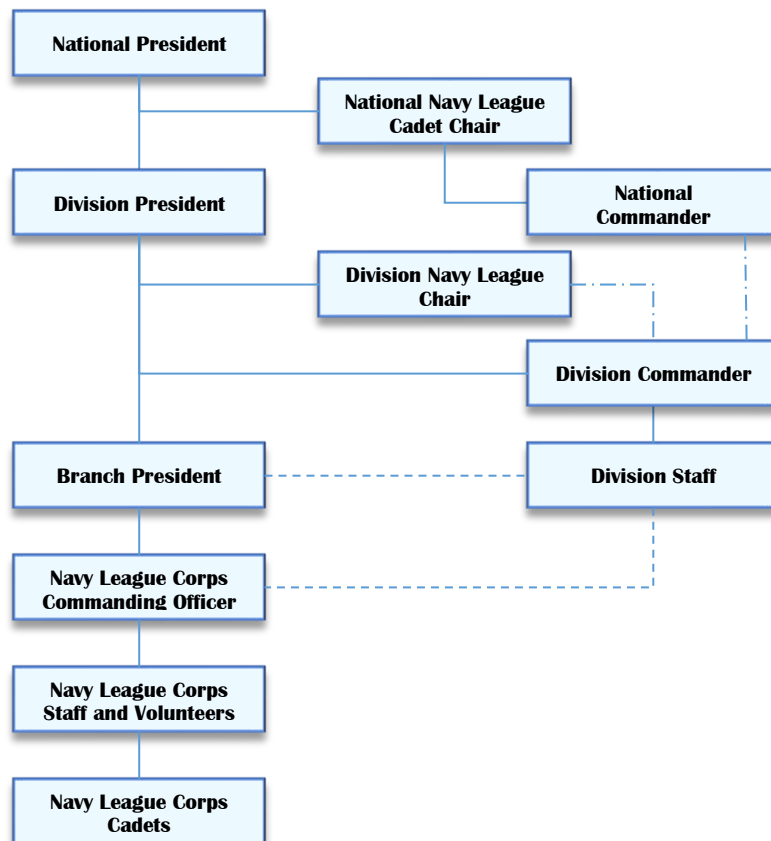 National President
National Navy League
Cadet Chair
Division President
National
Commander
Division Navy League
Chair
Division Commander
Branch President
Division Staff
Navy League Corps
Commanding Officer
Navy League Corps
Staff and Volunteers
Navy League Corps
Cadets